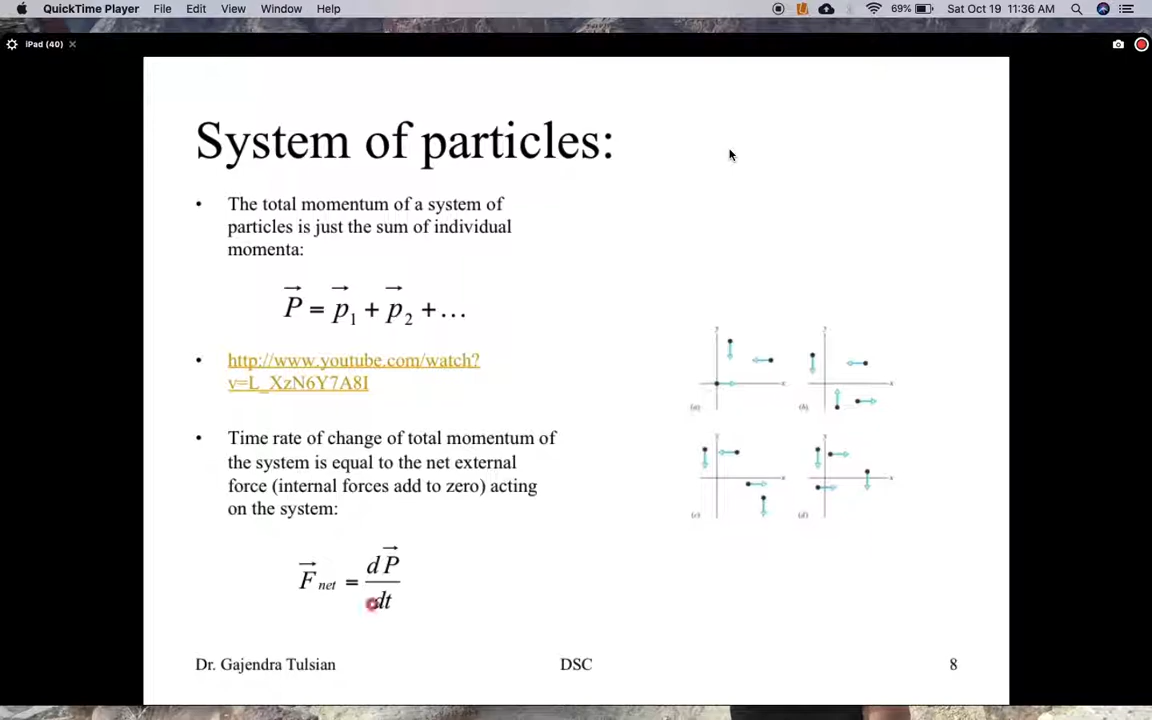 QuickTime Player File Edit View Window Help 69% Sat Oct 19 11:36 AM
iPad (40)
System of particles:
• The total momentum of a system of
particles is just the sum of individual
momenta:
P = p₁ + p₂ + …
• http://www.youtube.com/watch?
v=L_XzN6Y7A8I
• Time rate of change of total momentum of
the system is equal to the net external
force (internal forces add to zero) acting
on the system:
F net = dP
dt
y y
x x
(a) (b)
y y
x x
(c) (d)
Dr. Gajendra Tulsian DSC 8